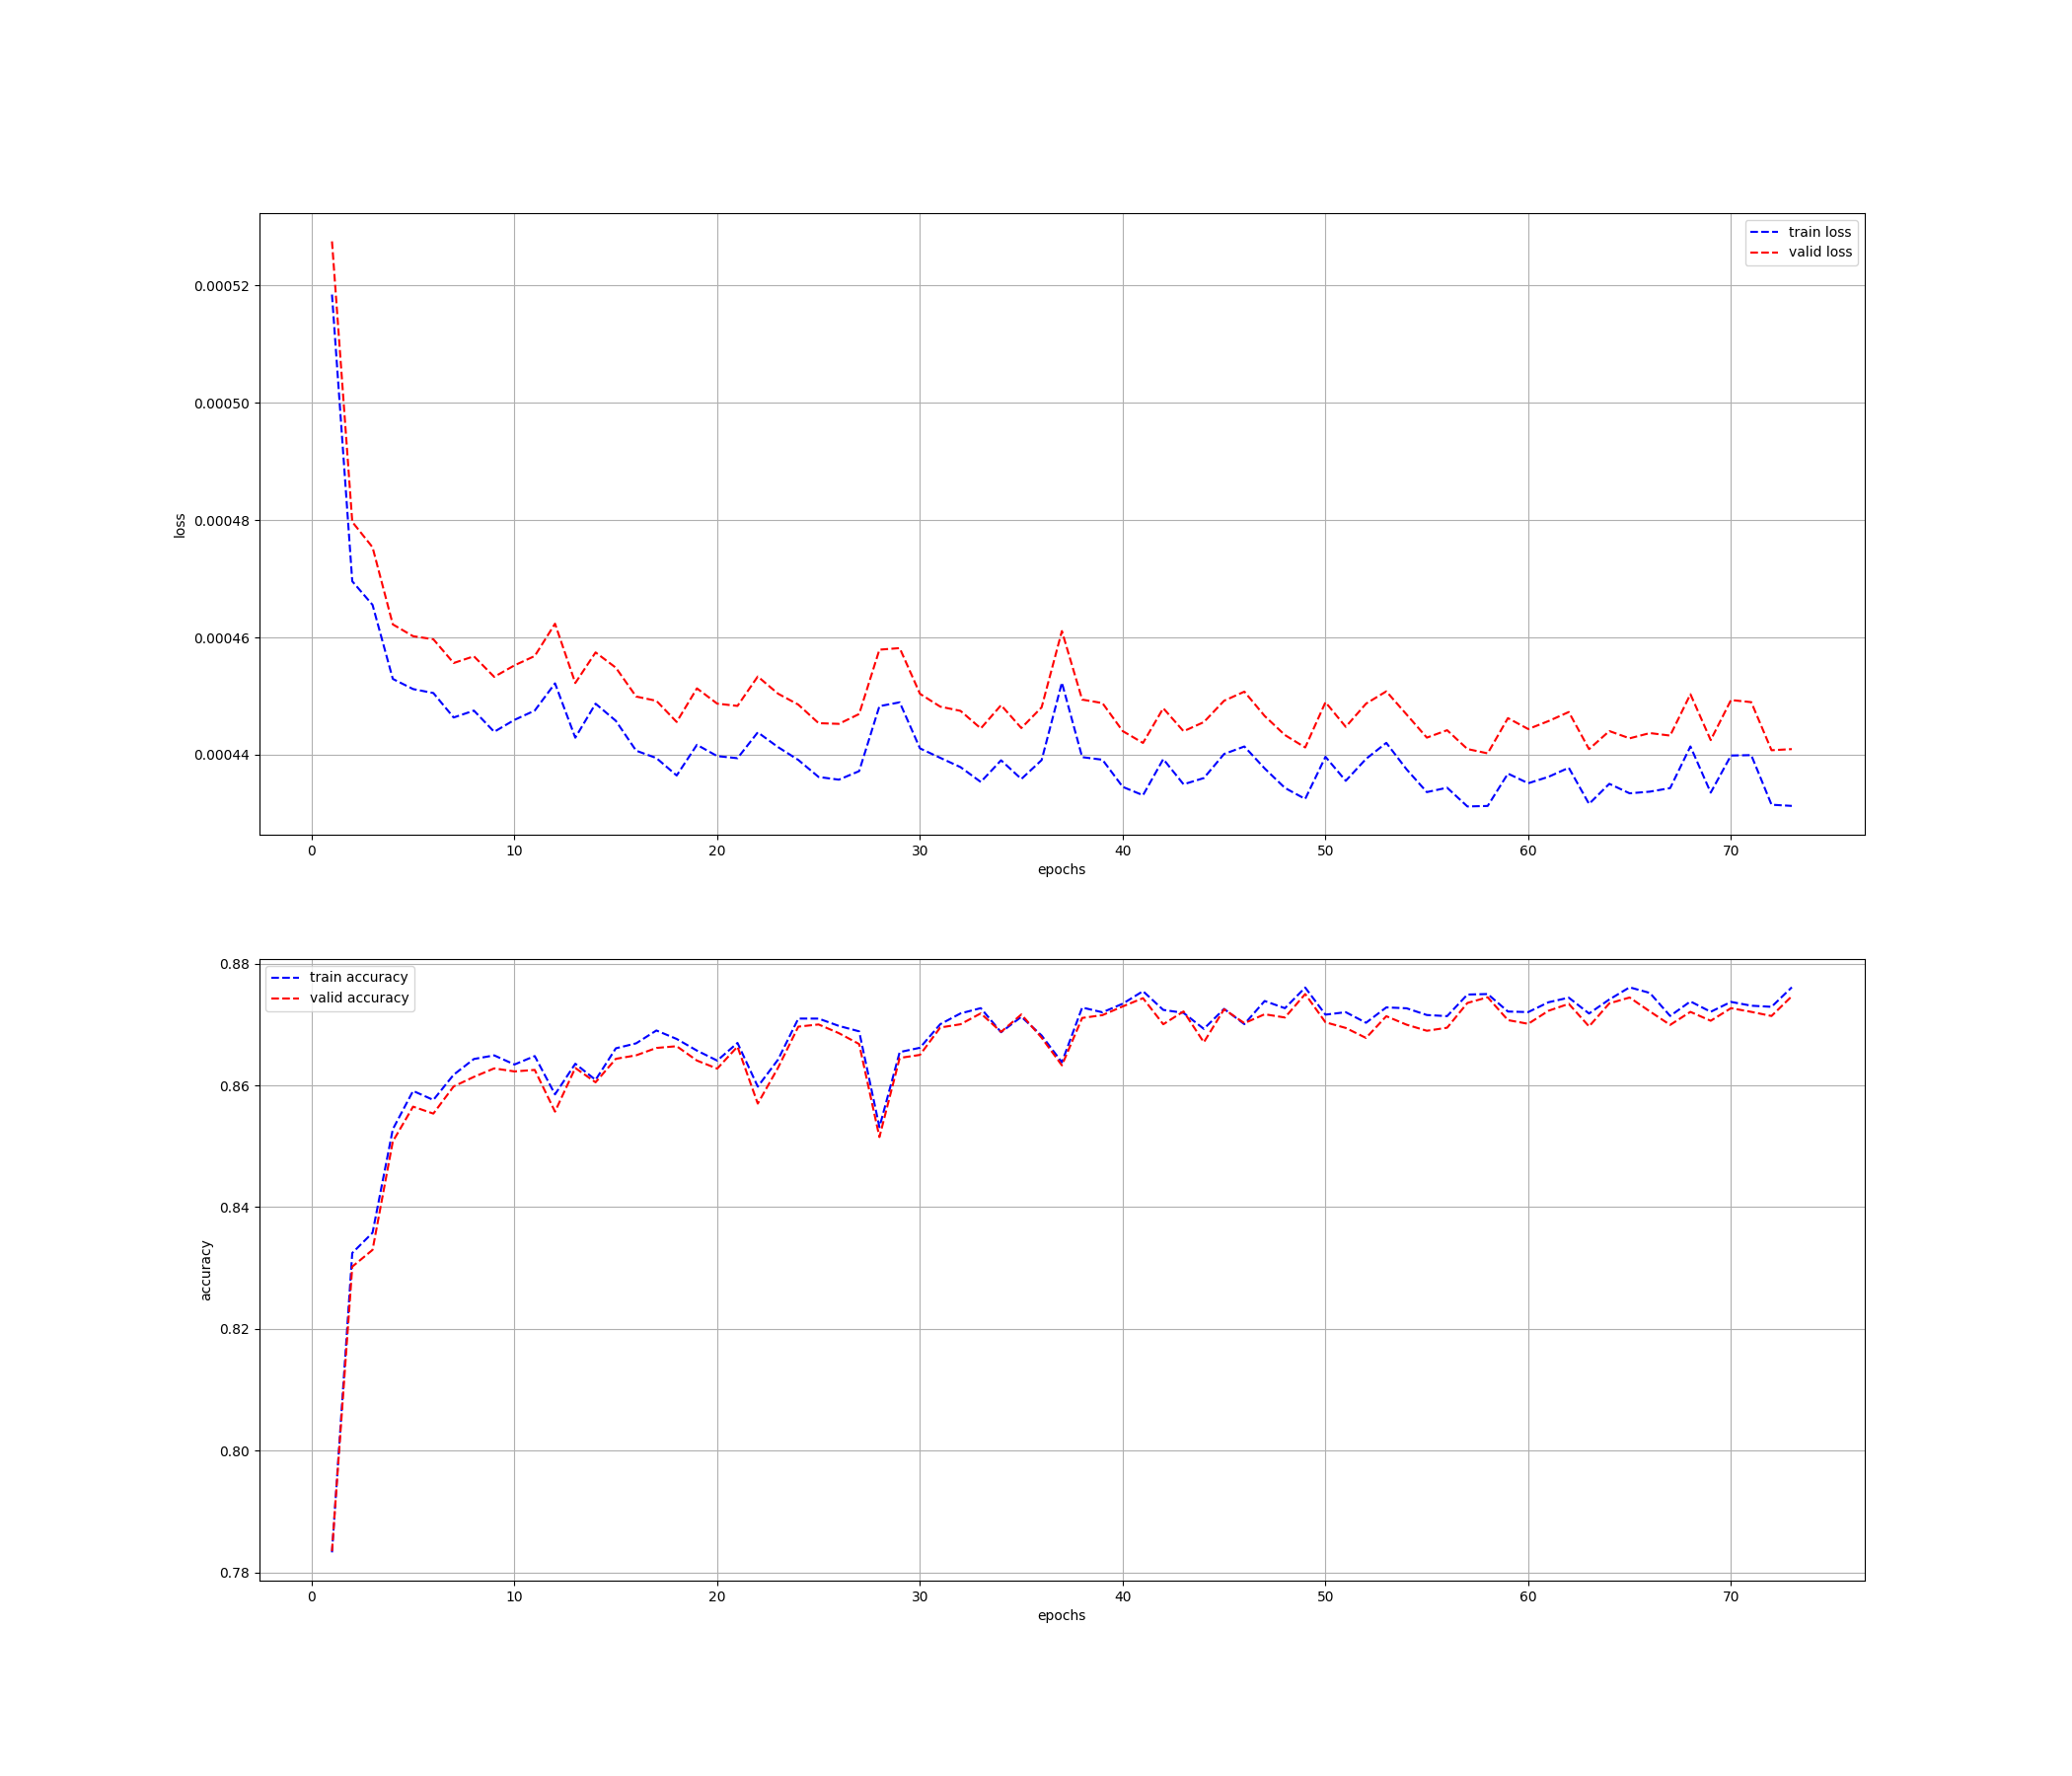 train loss
valid loss
0.00052
0.00050
0.00048
0.00046
0.00044
loss
0 10 20 30 40 50 60 70
epochs
train accuracy
valid accuracy
0.88
0.86
0.84
0.82
0.80
0.78
accuracy
0 10 20 30 40 50 60 70
epochs